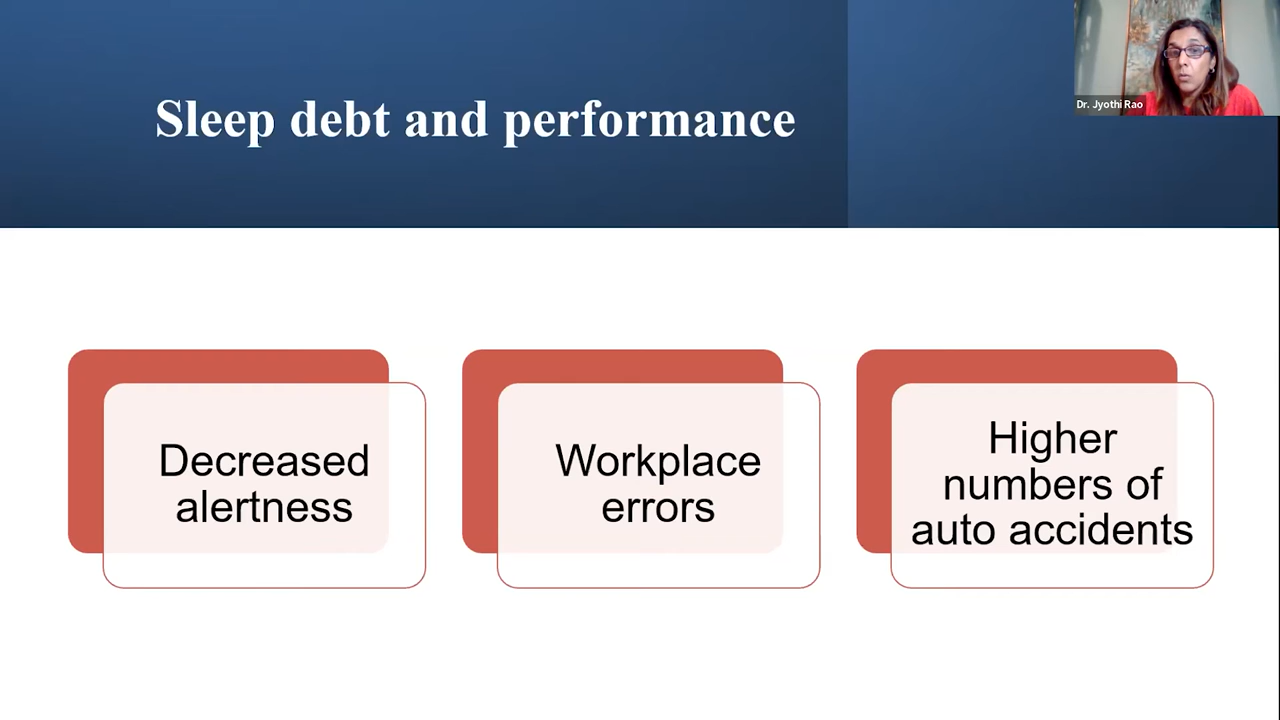 Sleep debt and performance
Dr. Jyothi Rao
Decreased
alertness
Workplace
errors
Higher
numbers of
auto accidents